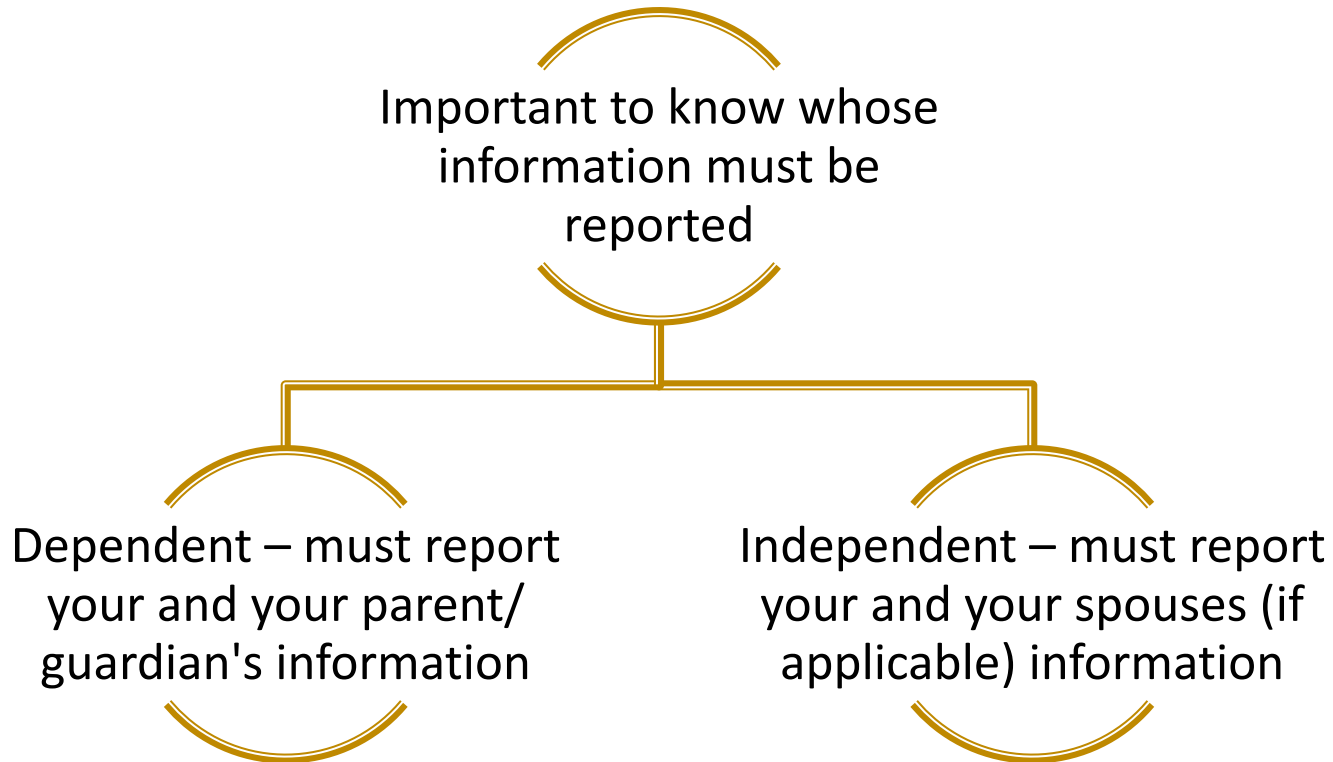 Important to know whose
information must be
reported
Dependent – must report
your and your parent/
guardian's information
Independent – must report
your and your spouses (if
applicable) information